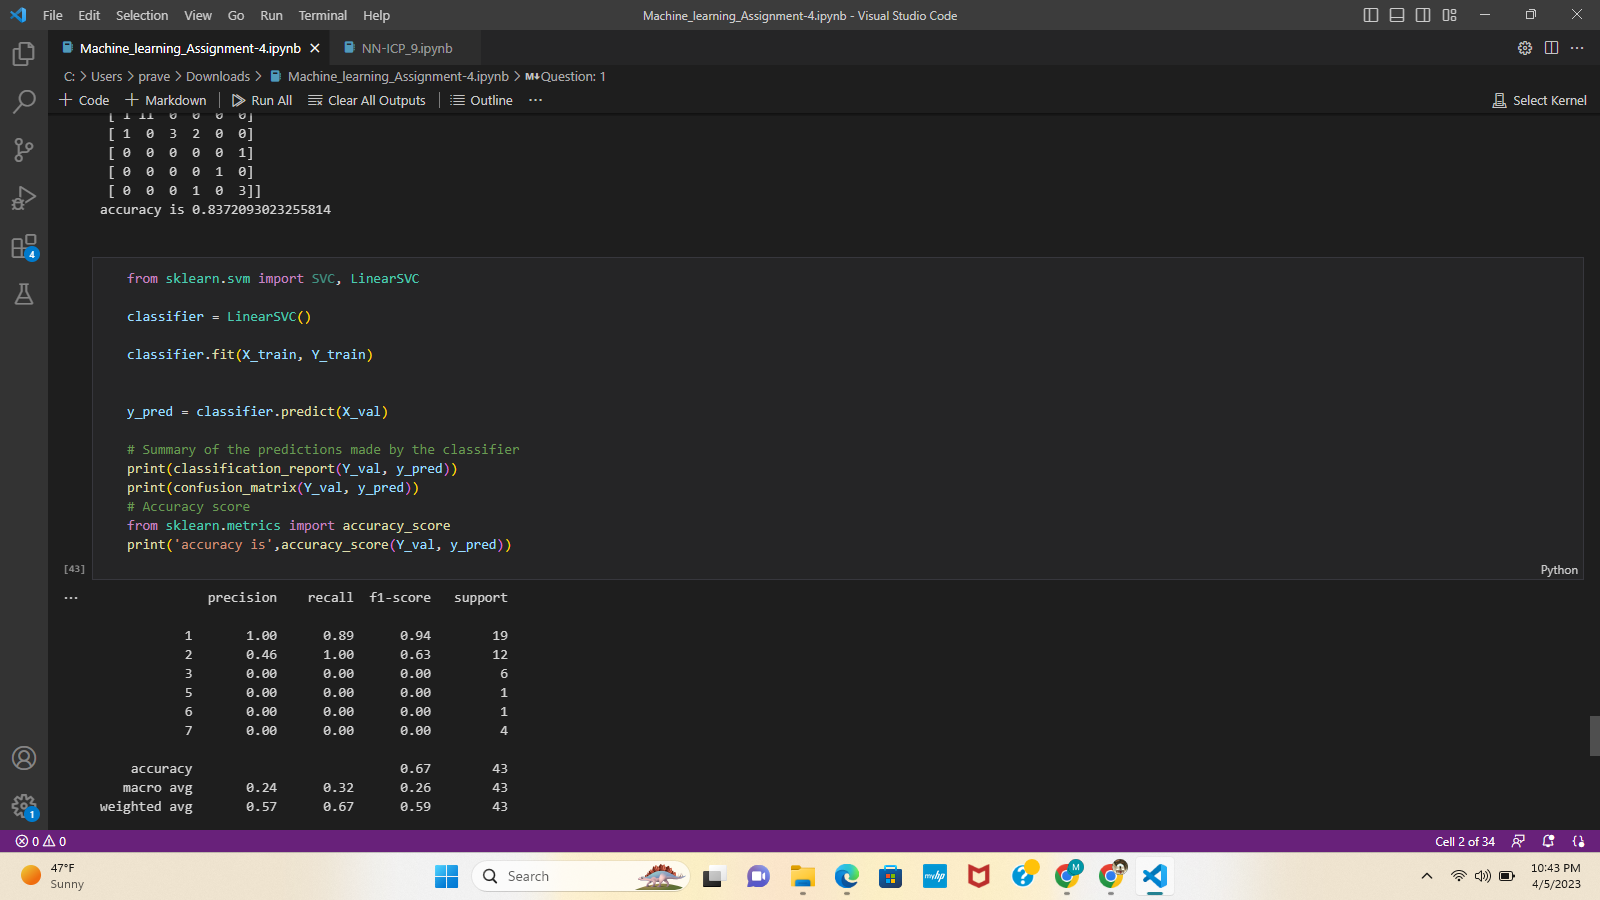 File Edit Selection View Go Run Terminal Help
Machine_learning_Assignment-4.ipynb - Visual Studio Code
Machine_learning_Assignment-4.ipynb
NN-ICP_9.ipynb
C: > Users > prave > Downloads > Machine_learning_Assignment-4.ipynb > M↓Question: 1
+ Code + Markdown Run All Clear All Outputs Outline ...
Select Kernel
[ 1 11 0 0 0 0]
[ 1 0 3 2 0 0]
[ 0 0 0 0 0 1]
[ 0 0 0 0 1 0]
[ 0 0 0 1 0 3]]
accuracy is 0.8372093023255814
from sklearn.svm import SVC, LinearSVC
classifier = LinearSVC()
classifier.fit(X_train, Y_train)
y_pred = classifier.predict(X_val)
# Summary of the predictions made by the classifier
print(classification_report(Y_val, y_pred))
print(confusion_matrix(Y_val, y_pred))
# Accuracy score
from sklearn.metrics import accuracy_score
print('accuracy is',accuracy_score(Y_val, y_pred))
[43]
Python
... precision recall f1-score support
1 1.00 0.89 0.94 19
2 0.46 1.00 0.63 12
3 0.00 0.00 0.00 6
5 0.00 0.00 0.00 1
6 0.00 0.00 0.00 1
7 0.00 0.00 0.00 4
accuracy 0.67 43
macro avg 0.24 0.32 0.26 43
weighted avg 0.57 0.67 0.59 43
4
1
0 0
Cell 2 of 34
47°F
Sunny
Search
myhp
M
10:43 PM
4/5/2023